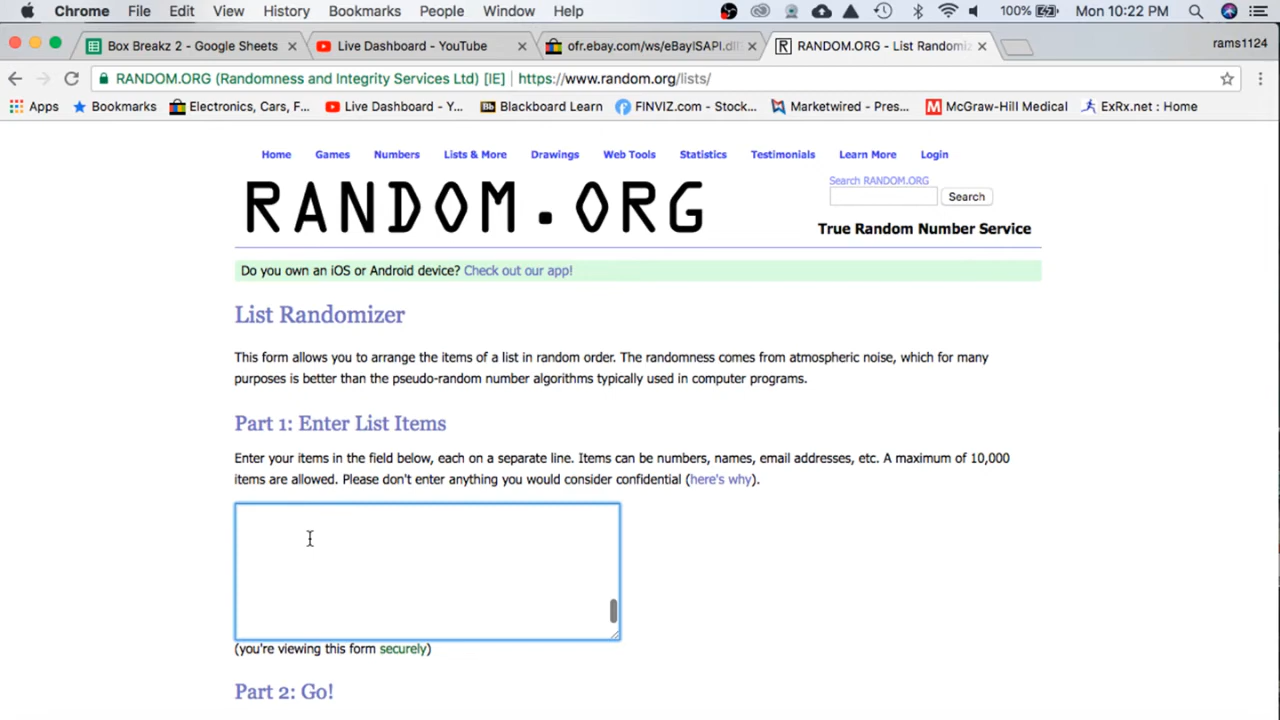 Chrome File Edit View History Bookmarks People Window Help 100% Mon 10:22 PM
Box Breakz 2 - Google Sheets Live Dashboard - YouTube ofr.ebay.com/ws/eBayISAPI.dl RANDOM.ORG - List Randomiz rams1124
RANDOM.ORG (Randomness and Integrity Services Ltd) [IE] https://www.random.org/lists/
Apps Bookmarks Electronics, Cars, F... Live Dashboard - Y... Bb Blackboard Learn FINVIZ.com - Stock... Marketwired - Pres... M McGraw-Hill Medical ExRx.net : Home
Home Games Numbers Lists & More Drawings Web Tools Statistics Testimonials Learn More Login
Search RANDOM.ORG
RANDOM.ORG
Search
True Random Number Service
Do you own an iOS or Android device? Check out our app!
List Randomizer
This form allows you to arrange the items of a list in random order. The randomness comes from atmospheric noise, which for many
purposes is better than the pseudo-random number algorithms typically used in computer programs.
Part 1: Enter List Items
Enter your items in the field below, each on a separate line. Items can be numbers, names, email addresses, etc. A maximum of 10,000
items are allowed. Please don't enter anything you would consider confidential (here's why).
(you're viewing this form securely)
Part 2: Go!